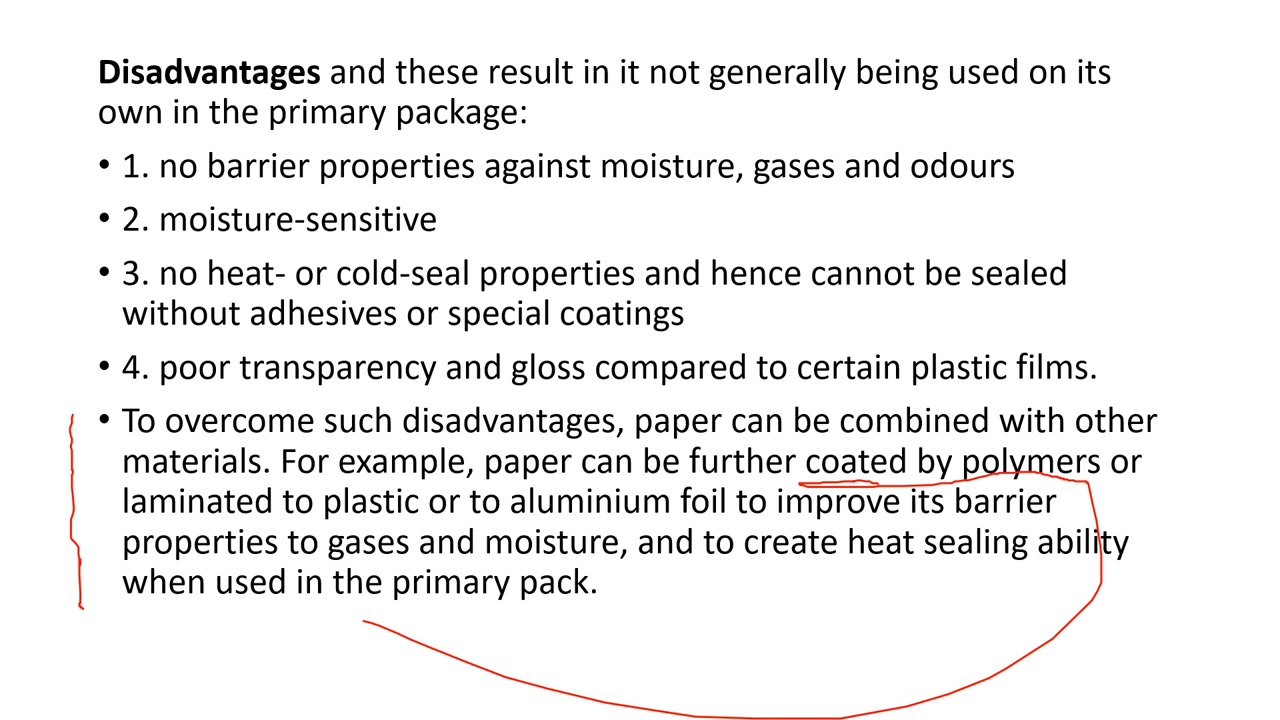 Disadvantages and these result in it not generally being used on its
own in the primary package:
• 1. no barrier properties against moisture, gases and odours
• 2. moisture-sensitive
• 3. no heat- or cold-seal properties and hence cannot be sealed
without adhesives or special coatings
• 4. poor transparency and gloss compared to certain plastic films.
• To overcome such disadvantages, paper can be combined with other
materials. For example, paper can be further coated by polymers or
laminated to plastic or to aluminium foil to improve its barrier
properties to gases and moisture, and to create heat sealing ability
when used in the primary pack.